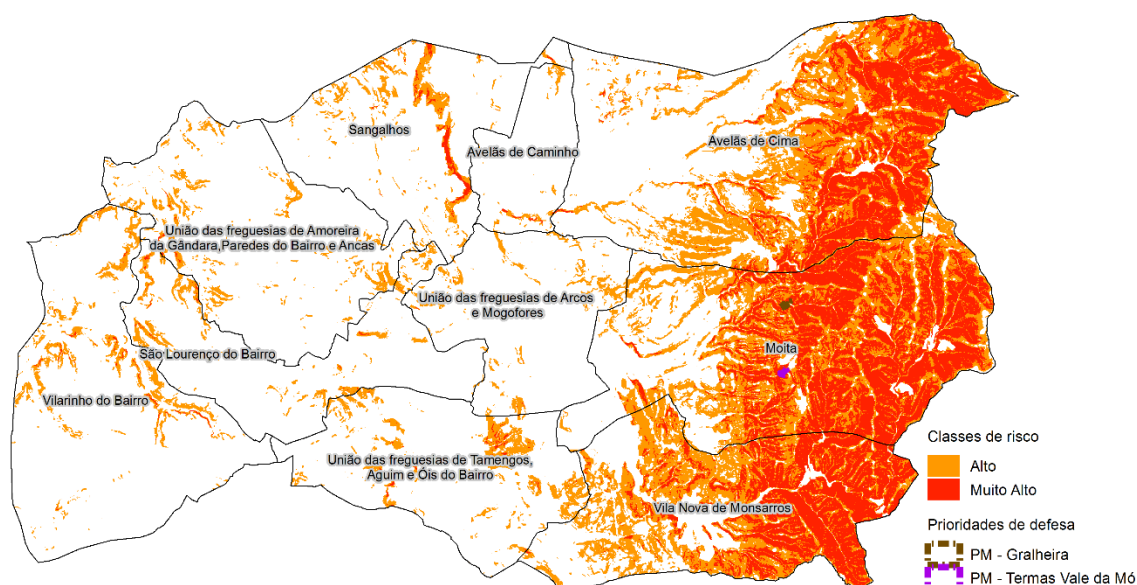 Sangalhos
Avelãs de Caminho
Avelãs de Cima
União das freguesias de Amoreira
da Gândara,Paredes do Bairro e Ancas
União das freguesias de Arcos
e Mogofores
Moita
São Lourenço do Bairro
Vilarinho do Bairro
União das freguesias de Tamengos,
Aguim e Óis do Bairro
Vila Nova de Monsarros
Classes de risco
Alto
Muito Alto
Prioridades de defesa
PM - Gralheira
PM - Termas Vale da Mó